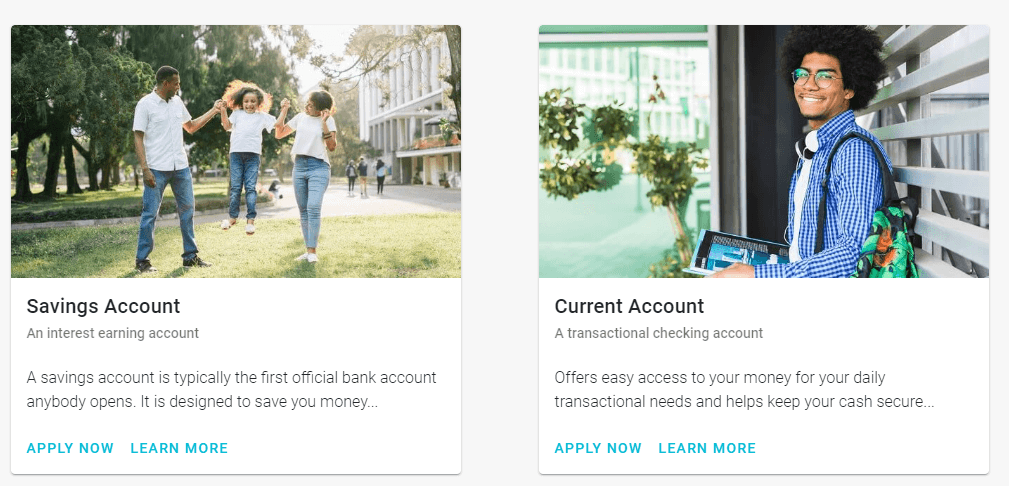 Savings Account
An interest earning account
A savings account is typically the first official bank account
anybody opens. It is designed to save you money...
APPLY NOW LEARN MORE
Current Account
A transactional checking account
Offers easy access to your money for your daily
transactional needs and helps keep your cash secure...
APPLY NOW LEARN MORE